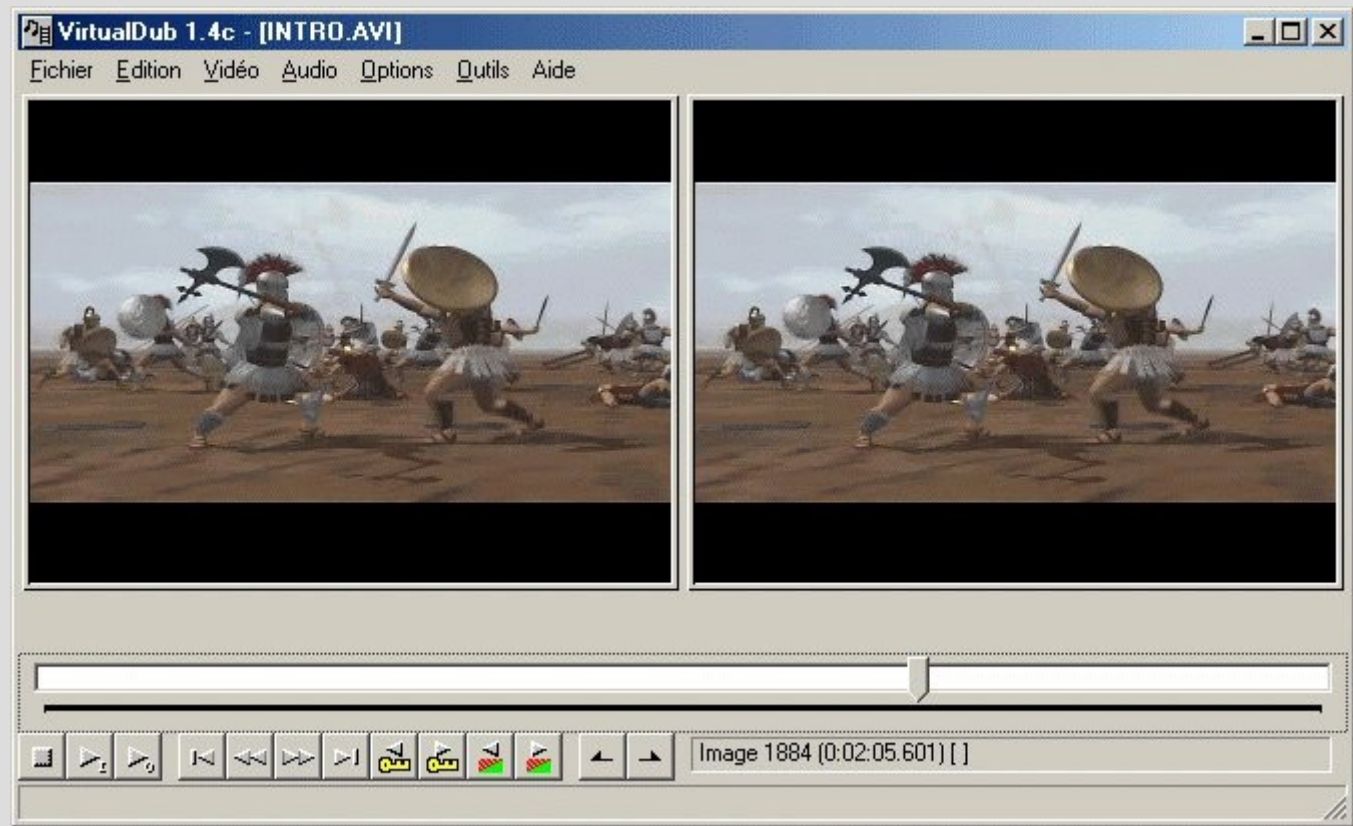 VirtualDub 1.4c - [INTRO.AVI]
Fichier Edition Vidéo Audio Options Outils Aide
Image 1884 (0:02:05.601) [ ]